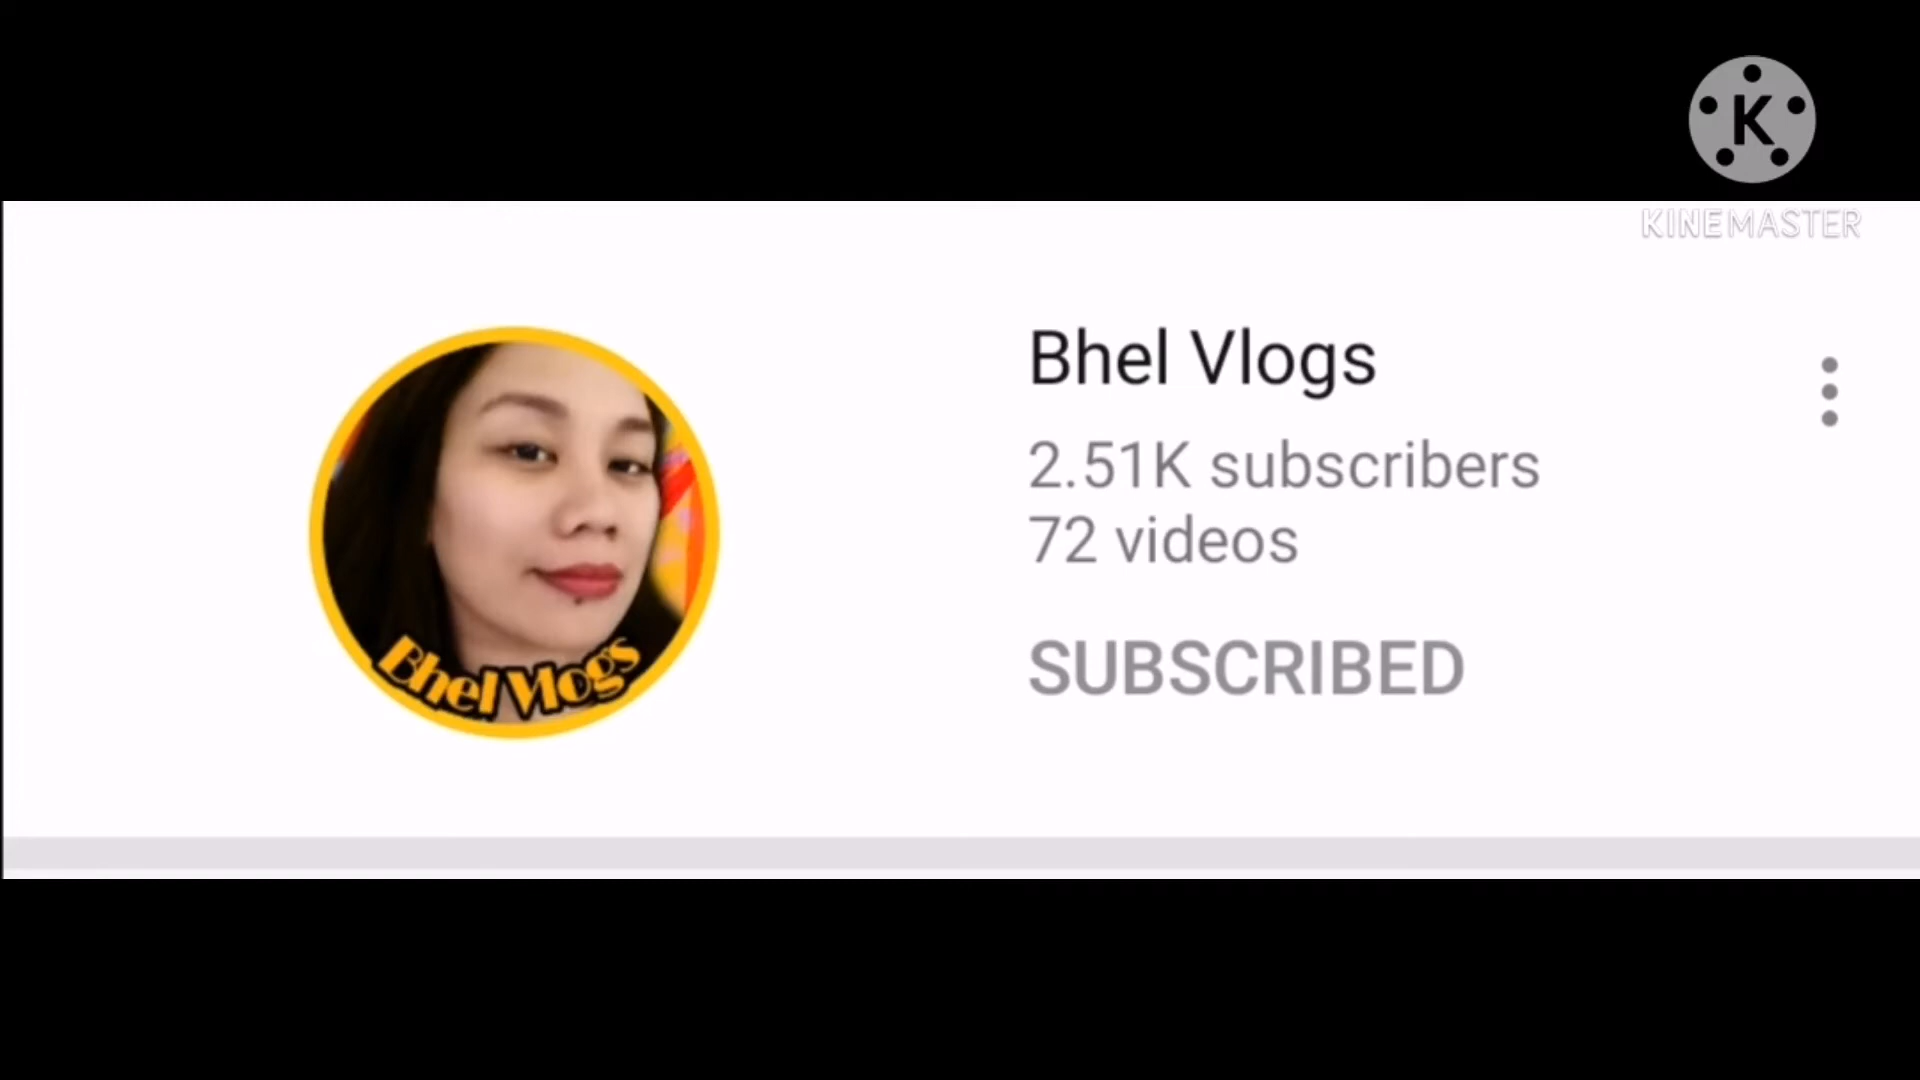 K
KINEMASTER
Bhel Vlogs
2.51K subscribers
72 videos
SUBSCRIBED
Bhel Vlogs